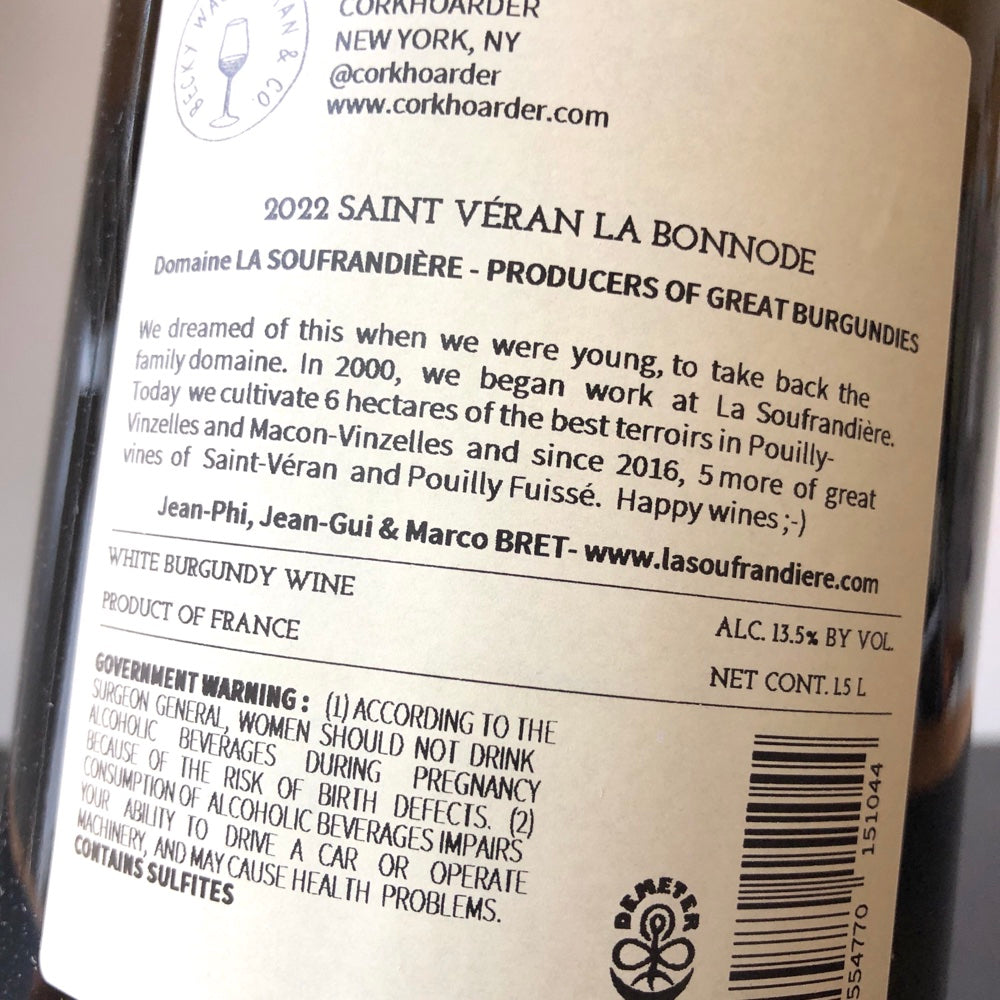 BECKY WA AN & CO.
CORKHOARDER
NEW YORK, NY
@corkhoarder
www.corkhoarder.com
2022 SAINT VÉRAN LA BONNODE
Domaine LA SOUFRANDIÈRE - PRODUCERS OF GREAT BURGUNDIES
We dreamed of this when we were young, to take back the
family domaine. In 2000, we began work at La Soufrandière.
Today we cultivate 6 hectares of the best terroirs in Pouilly-
Vinzelles and Macon-Vinzelles and since 2016, 5 more of great
vines of Saint-Véran and Pouilly Fuissé. Happy wines ;-)
Jean-Phi, Jean-Gui & Marco BRET- www.lasoufrandiere.com
WHITE BURGUNDY WINE
ALC. 13.5% BY VOL.
PRODUCT OF FRANCE
NET CONT. 1.5 L
GOVERNMENT WARNING : (1) ACCORDING TO THE
SURGEON GENERAL, WOMEN SHOULD NOT DRINK
ALCOHOLIC BEVERAGES DURING PREGNANCY
BECAUSE OF THE RISK OF BIRTH DEFECTS. (2)
CONSUMPTION OF ALCOHOLIC BEVERAGES IMPAIRS
YOUR ABILITY TO DRIVE A CAR OR OPERATE
MACHINERY, AND MAY CAUSE HEALTH PROBLEMS.
CONTAINS SULFITES
DEMETER
554770 151044